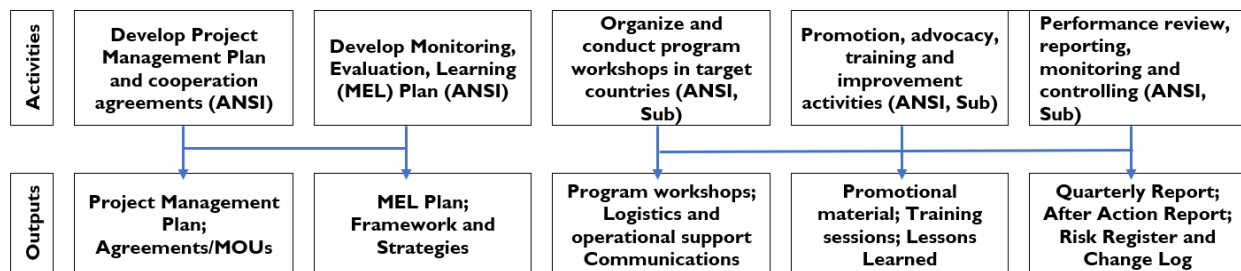 Activities
Develop Project
Management Plan
and cooperation
agreements (ANSI)
Develop Monitoring,
Evaluation, Learning
(MEL) Plan (ANSI)
Organize and
conduct program
workshops in target
countries (ANSI,
Sub)
Promotion, advocacy,
training and
improvement
activities (ANSI, Sub)
Performance review,
reporting,
monitoring and
controlling (ANSI,
Sub)
Outputs
Project Management
Plan;
Agreements/MOUs
MEL Plan;
Framework and
Strategies
Program workshops;
Logistics and
operational support
Communications
Promotional
material; Training
sessions; Lessons
Learned
Quarterly Report;
After Action Report;
Risk Register and
Change Log